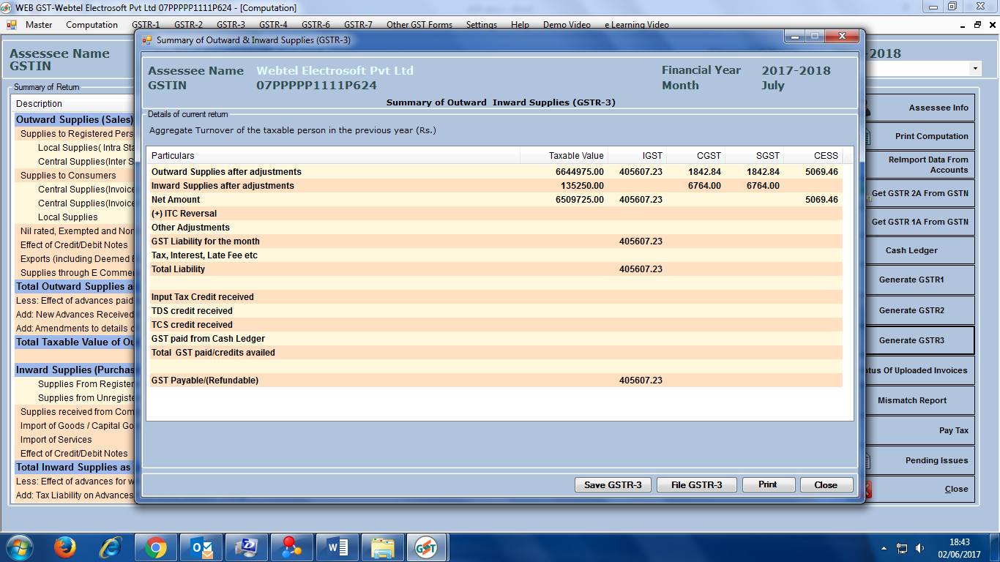 WEB GST-Webtel Electrosoft Pvt Ltd 07PPPPP1111P624 - [Computation]
Master Computation GSTR-1 GSTR-2 GSTR-3 GSTR-4 GSTR-6 GSTR-7 Other GST Forms Settings Help Demo Video e Learning Video
Assessee Name
GSTIN
-2018
Summary of Return
Description
Outward Supplies (Sales)
Supplies to Registered Pers
Local Supplies( Intra Sta
Central Supplies(Inter S
Supplies to Consumers
Central Supplies(Invoice
Central Supplies(Invoice
Local Supplies
Nil rated, Exempted and Non
Effect of Credit/Debit Notes
Exports (including Deemed E
Supplies through E Comme
Total Outward Supplies a
Less: Effect of advances paid
Add: New Advances Received
Add: Amendments to details o
Total Taxable Value of Ou
Inward Supplies (Purchas
Supplies From Register
Supplies from Unregiste
Supplies received from Com
Import of Goods / Capital Go
Import of Services
Effect of Credit/Debit Notes
Total Inward Supplies as
Less: Effect of advances for w
Add: Tax Liability on Advances
Summary of Outward & Inward Supplies (GSTR-3)
Assessee Name Webtel Electrosoft Pvt Ltd Financial Year 2017-2018
GSTIN 07PPPPP1111P624 Month July
Summary of Outward Inward Supplies (GSTR-3)
Details of current return
Aggregate Turnover of the taxable person in the previous year (Rs.)
Particulars Taxable Value IGST CGST SGST CESS
Outward Supplies after adjustments 6644975.00 405607.23 1842.84 1842.84 5069.46
Inward Supplies after adjustments 135250.00 6764.00 6764.00
Net Amount 6509725.00 405607.23 5069.46
(+) ITC Reversal
Other Adjustments
GST Liability for the month 405607.23
Tax, Interest, Late Fee etc
Total Liability 405607.23
Input Tax Credit received
TDS credit received
TCS credit received
GST paid from Cash Ledger
Total GST paid/credits availed
GST Payable/(Refundable) 405607.23
Save GSTR-3 File GSTR-3 Print Close
Assessee Info
Print Computation
ReImport Data From
Accounts
Get GSTR 2A From GSTN
Get GSTR 1A From GSTN
Cash Ledger
Generate GSTR1
Generate GSTR2
Generate GSTR3
atus Of Uploaded Invoices
Mismatch Report
Pay Tax
Pending Issues
Close
GST
18:43
02/06/2017